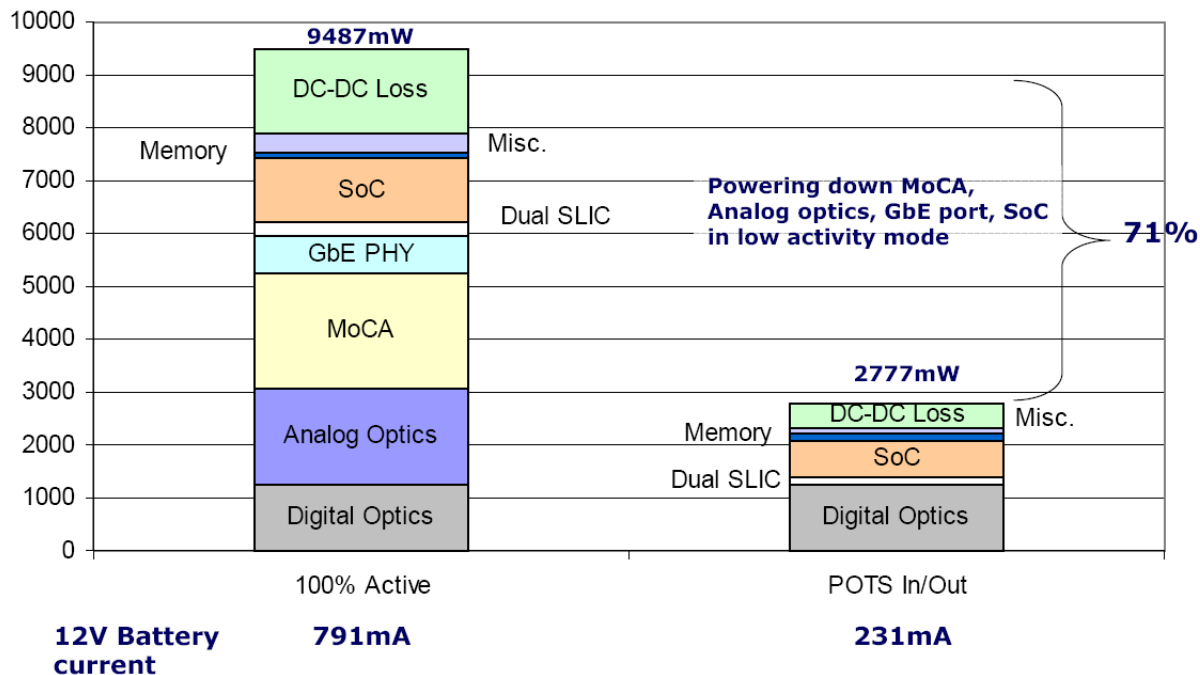 10000
9000
8000
7000
6000
5000
4000
3000
2000
1000
0
9487mW
DC-DC Loss
Memory
Misc.
SoC
Dual SLIC
GbE PHY
MoCA
Analog Optics
Digital Optics
Powering down MoCA,
Analog optics, GbE port, SoC
in low activity mode
71%
2777mW
DC-DC Loss
Misc.
Memory
SoC
Dual SLIC
Digital Optics
100% Active
POTS In/Out
12V Battery
current
791mA
231mA